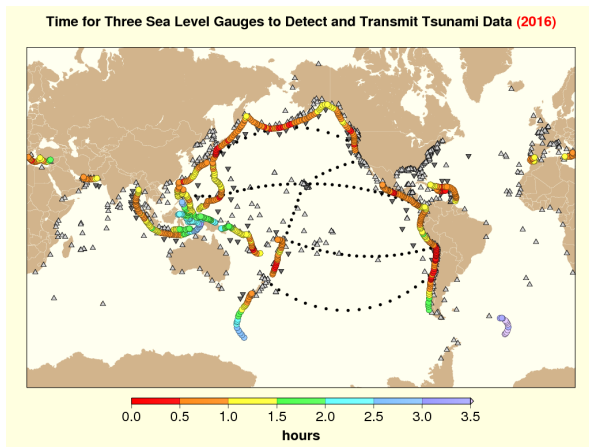 Time for Three Sea Level Gauges to Detect and Transmit Tsunami Data (2016)
0.0 0.5 1.0 1.5 2.0 2.5 3.0 3.5
hours